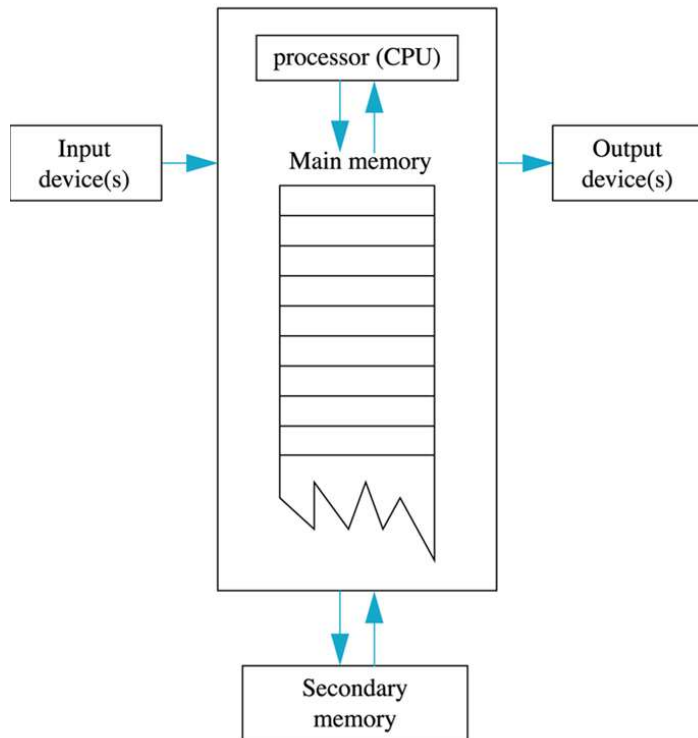 processor (CPU)
Input
device(s)
Main memory
Output
device(s)
Secondary
memory